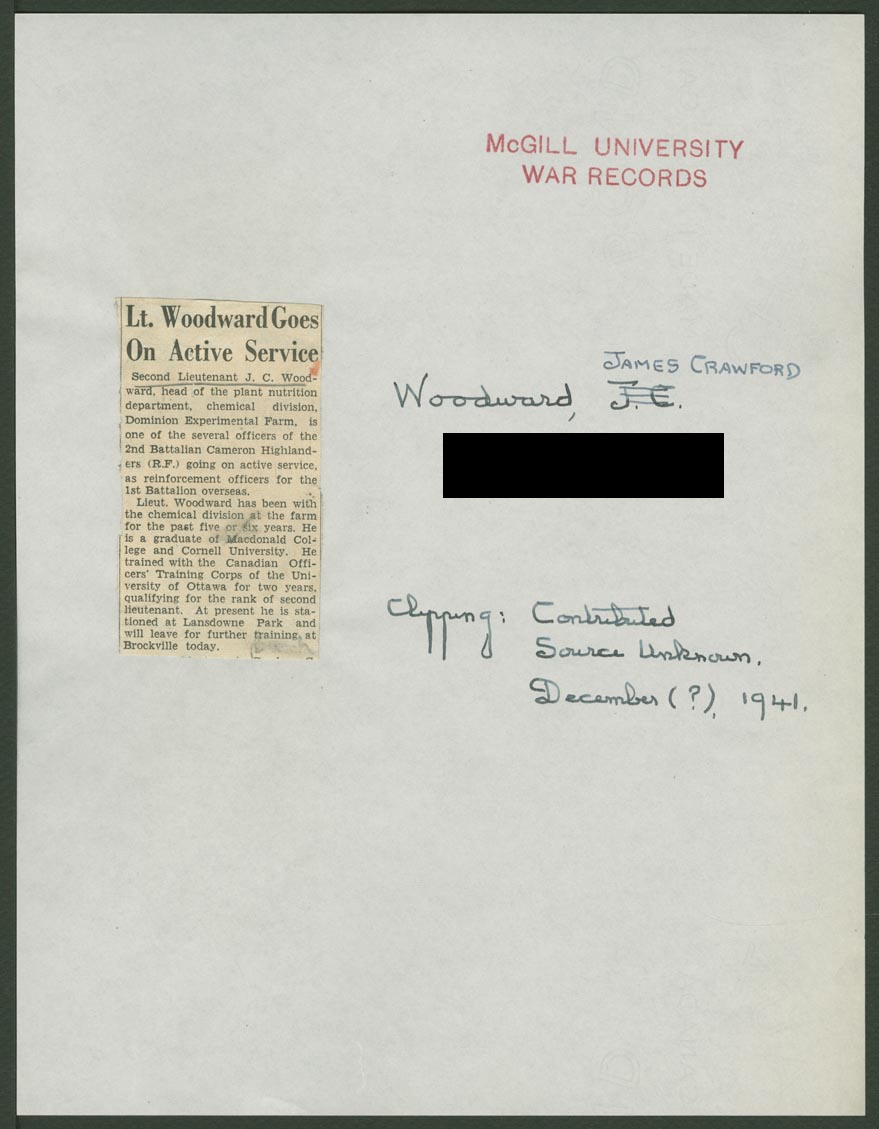 McGILL UNIVERSITY
WAR RECORDS
Lt. Woodward Goes
On Active Service
Second Lieutenant J. C. Wood-
ward, head of the plant nutrition
department, chemical division,
Dominion Experimental Farm, is
one of the several officers of the
2nd Battalian Cameron Highland-
ers (R.F.) going on active service,
as reinforcement officers for the
1st Battalion overseas.
Lieut. Woodward has been with
the chemical division at the farm
for the past five or six years. He
is a graduate of Macdonald Col-
lege and Cornell University. He
trained with the Canadian Offi-
cers' Training Corps of the Uni-
versity of Ottawa for two years,
qualifying for the rank of second
lieutenant. At present he is sta-
tioned at Lansdowne Park and
will leave for further training at
Brockville today.
JAMES CRAWFORD
Woodward, J. C.
Clipping: Contributed
Source Unknown.
December (?), 1941.